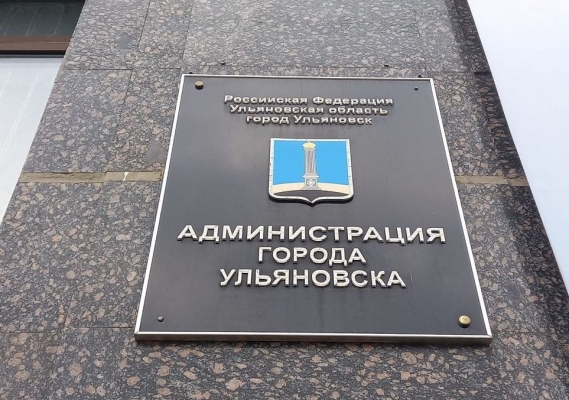 Российская Федерация
Ульяновская область
город Ульяновск
АДМИНИСТРАЦИЯ
ГОРОДА
УЛЬЯНОВСКА